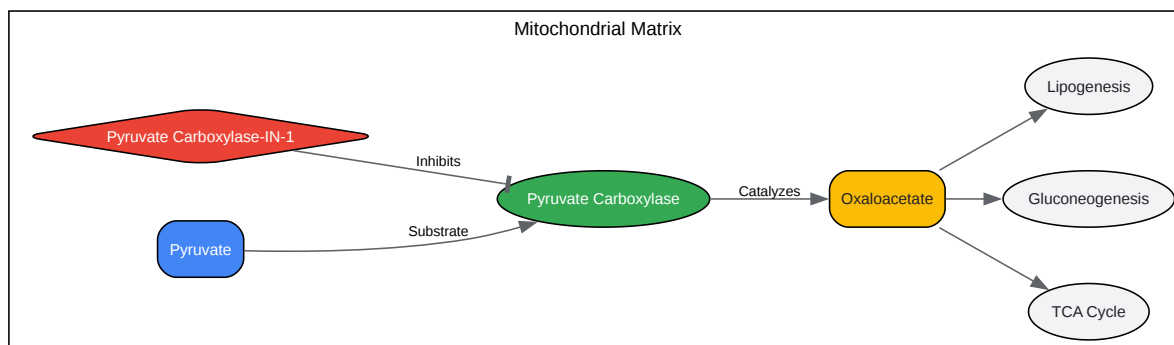 Mitochondrial Matrix
Lipogenesis
Pyruvate Carboxylase-IN-1
Inhibits
Pyruvate Carboxylase
Catalyzes
Oxaloacetate
Gluconeogenesis
Substrate
Pyruvate
TCA Cycle